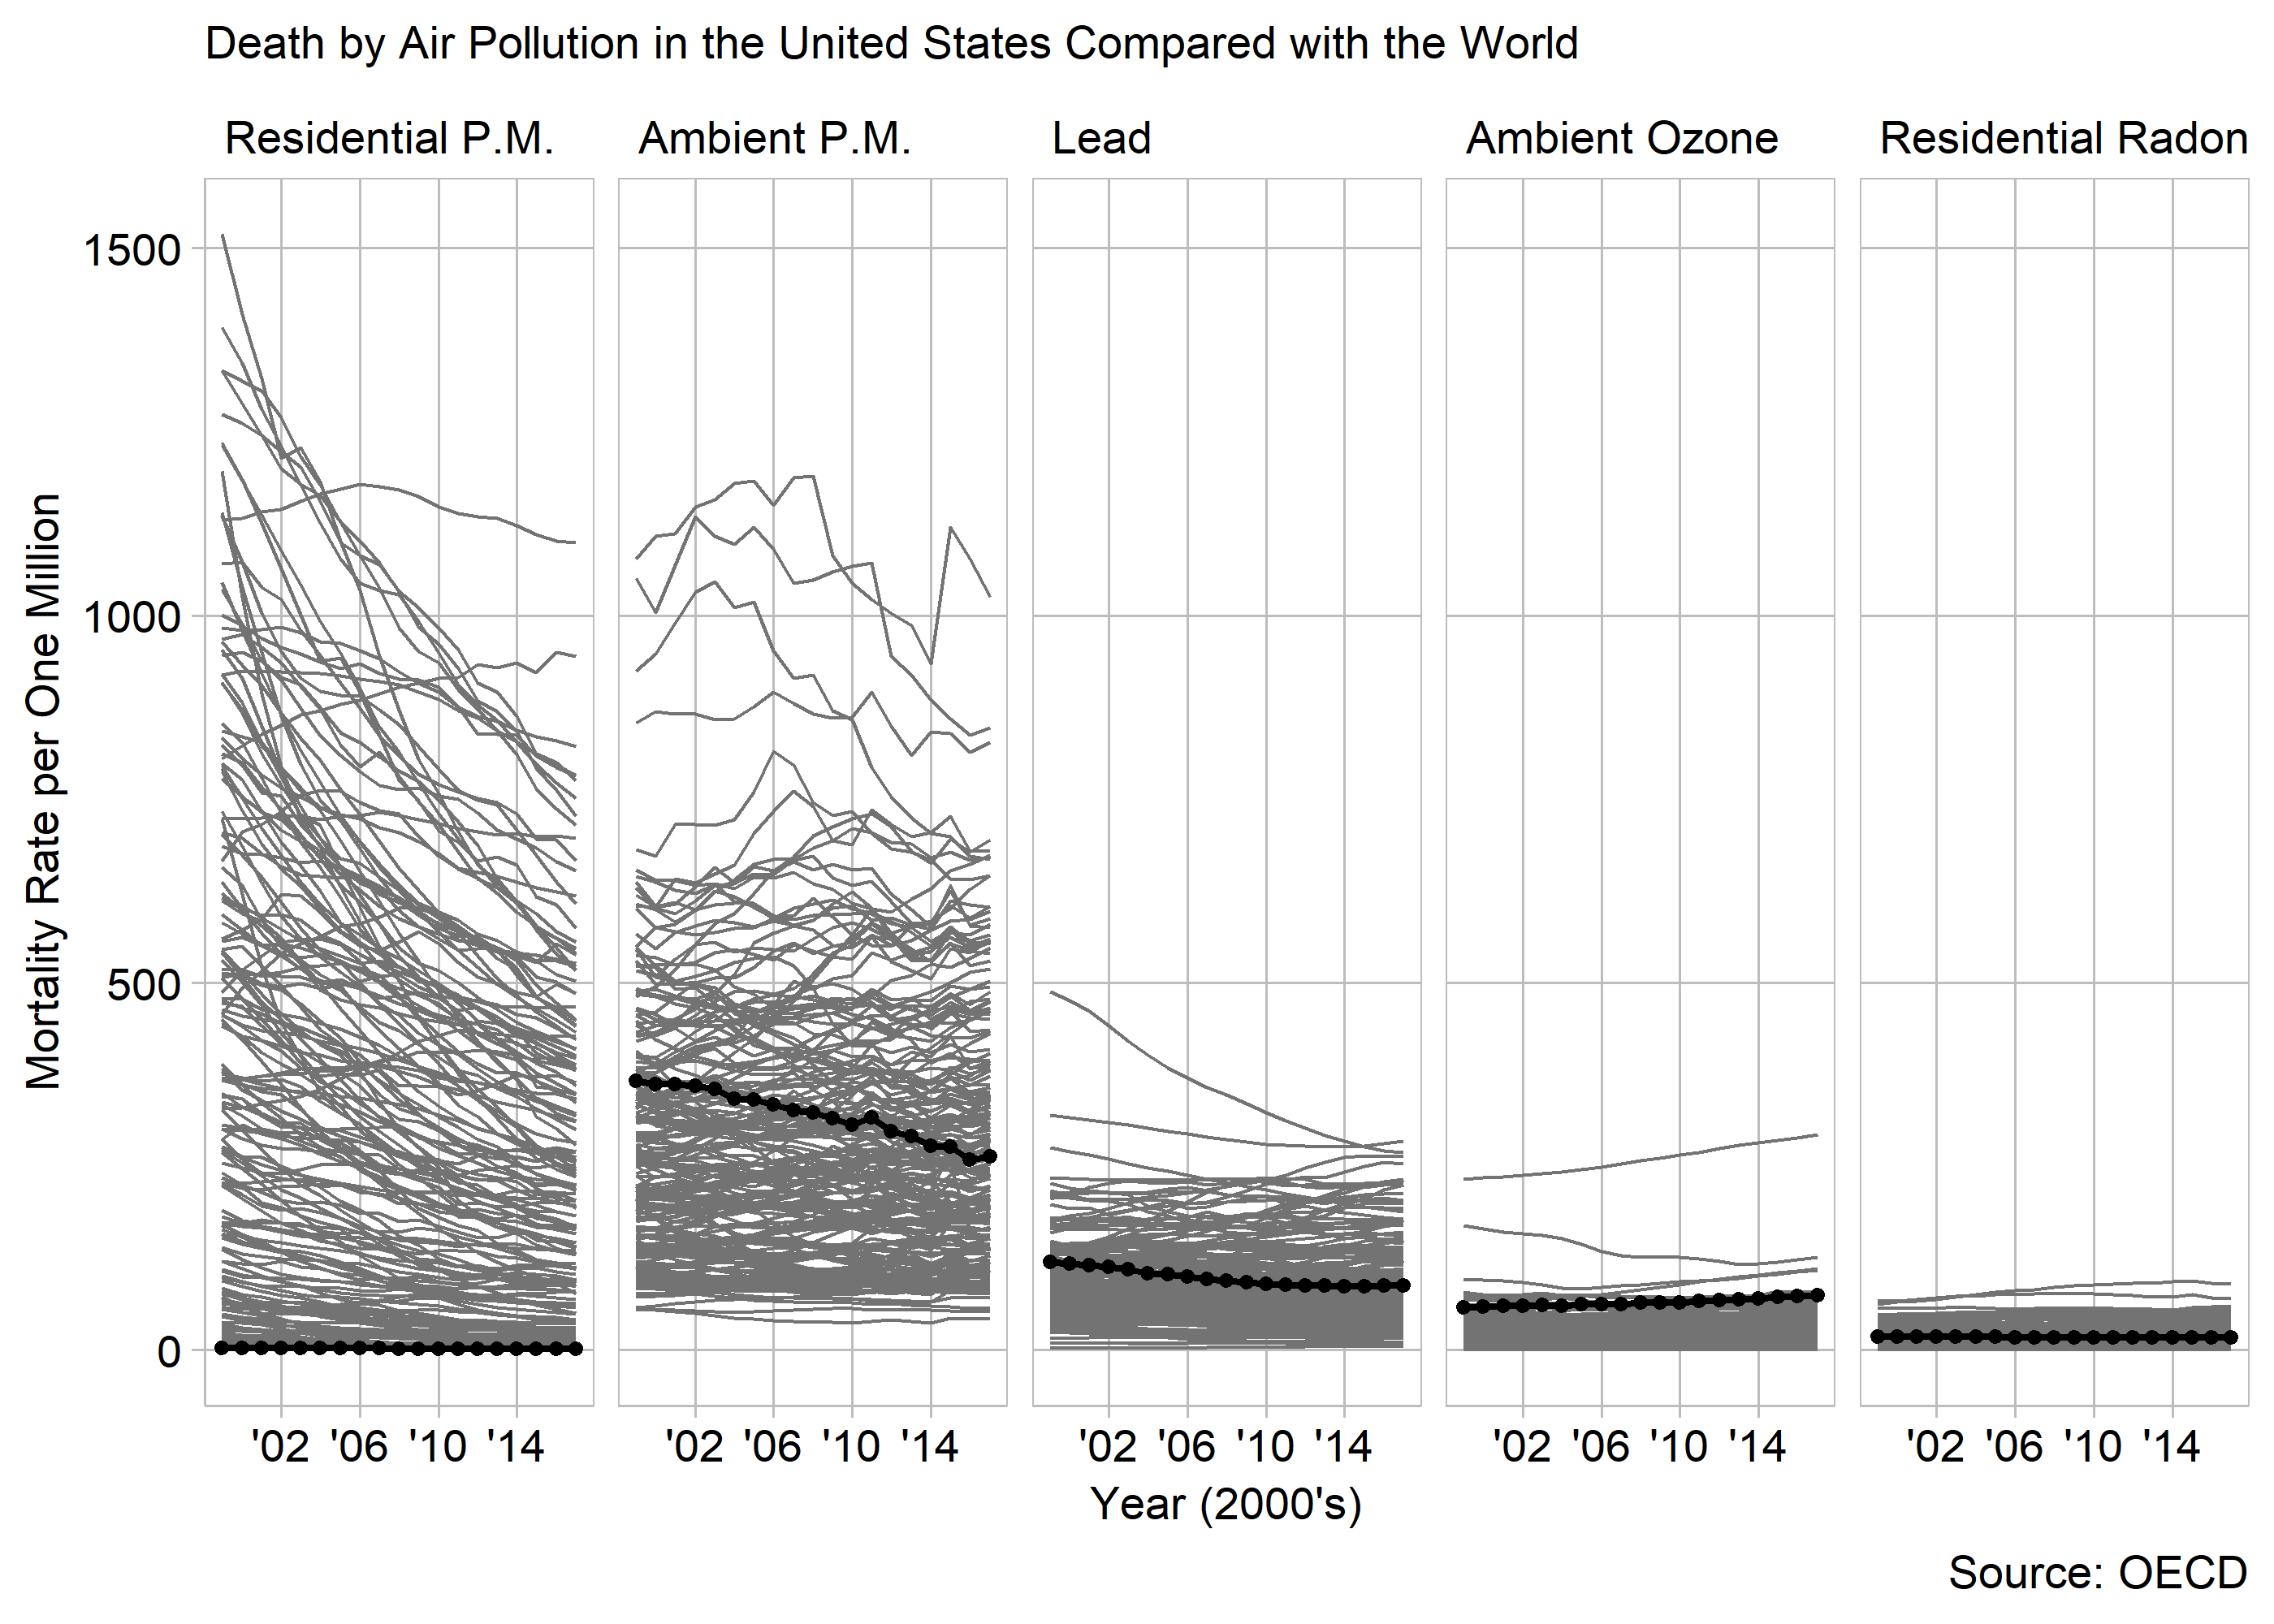 Death by Air Pollution in the United States Compared with the World
Residential P.M. Ambient P.M. Lead Ambient Ozone Residential Radon
1500
1000
500
0
Mortality Rate per One Million
'02 '06 '10 '14 '02 '06 '10 '14 '02 '06 '10 '14 '02 '06 '10 '14 '02 '06 '10 '14
Year (2000's)
Source: OECD